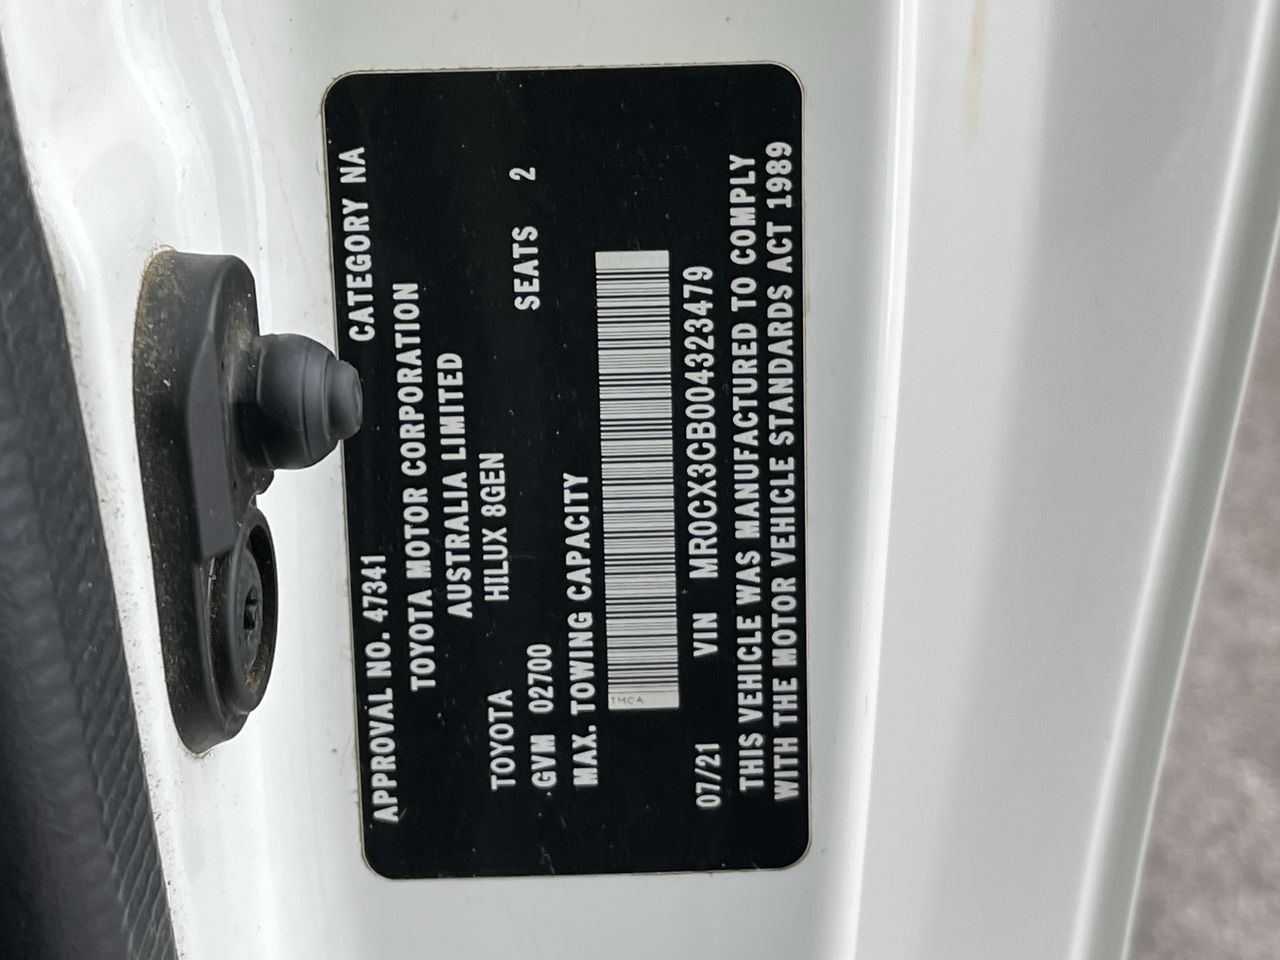 APPROVAL NO. 47341 CATEGORY NA
TOYOTA MOTOR CORPORATION
AUSTRALIA LIMITED
TOYOTA HILUX 8GEN
GVM 02700 SEATS 2
MAX. TOWING CAPACITY
TMCA
07/21 VIN MR0CX3CB004323479
THIS VEHICLE WAS MANUFACTURED TO COMPLY
WITH THE MOTOR VEHICLE STANDARDS ACT 1989